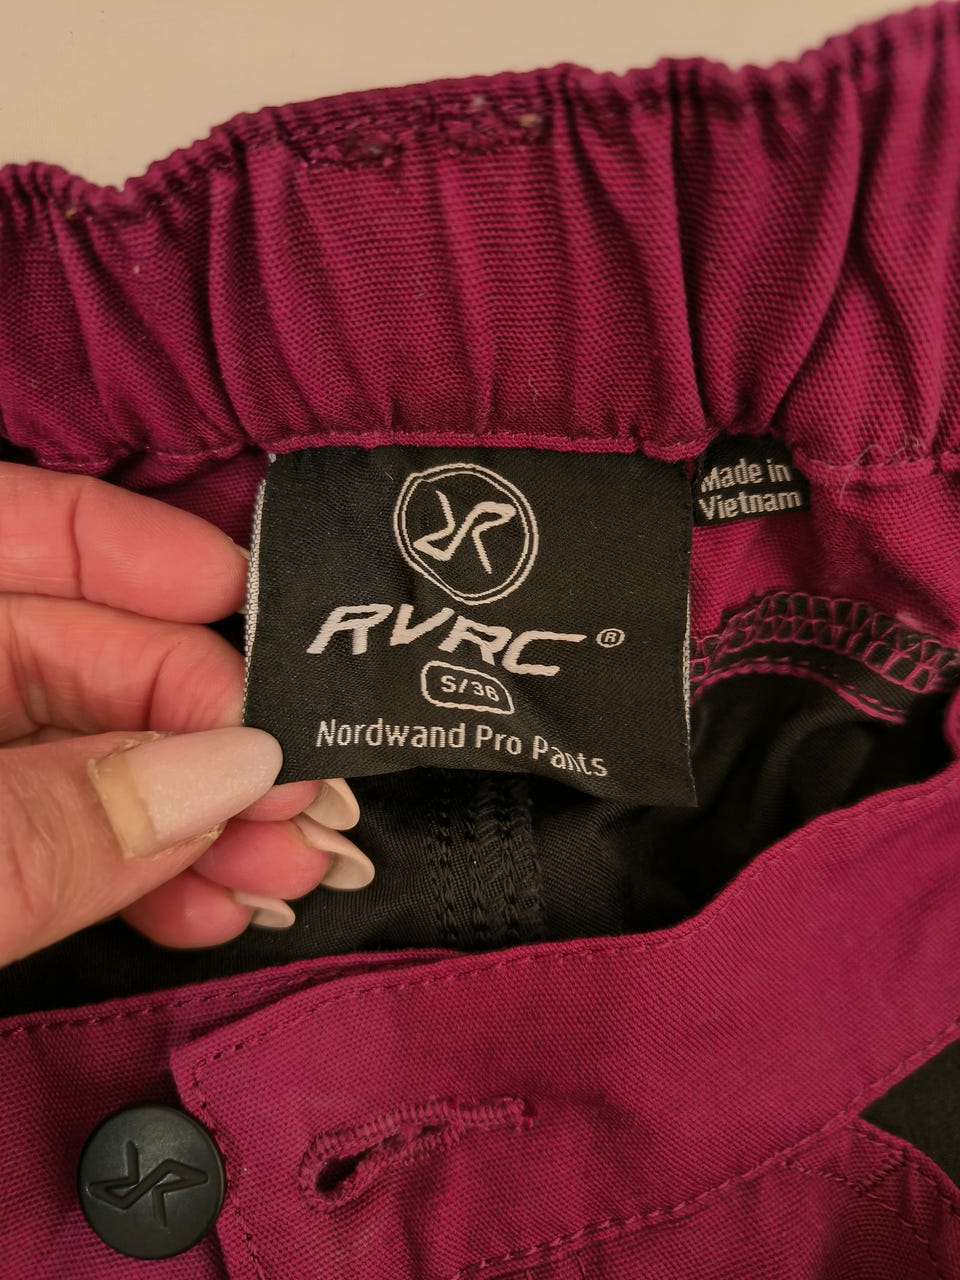 Made in
Vietnam
RVRC®
S/36
Nordwand Pro Pants